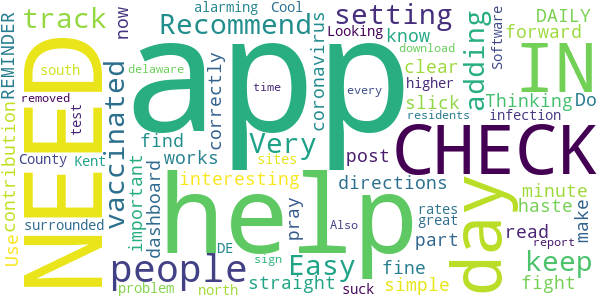 alarming Cool
Recommend
setting
DAILY
track
now
Looking
know
forward
REMINDER
app
adding
IN
download
south
delaware
time
every
clear
Software
NEED
vaccinated
correctly
coronavirus
slick
higher
Thinking
Do
removed
test
Very
CHECK
residents
infection
contribution
County
Kent
find
works
sites
post
help
day
minute
important
dashboard
interesting
directions
haste
make
Use
surrounded
pray
Also
rates
great
part
read
report
people
DE
Easy
fine
keep
sign
straight
simple
fight
problem
north
suck